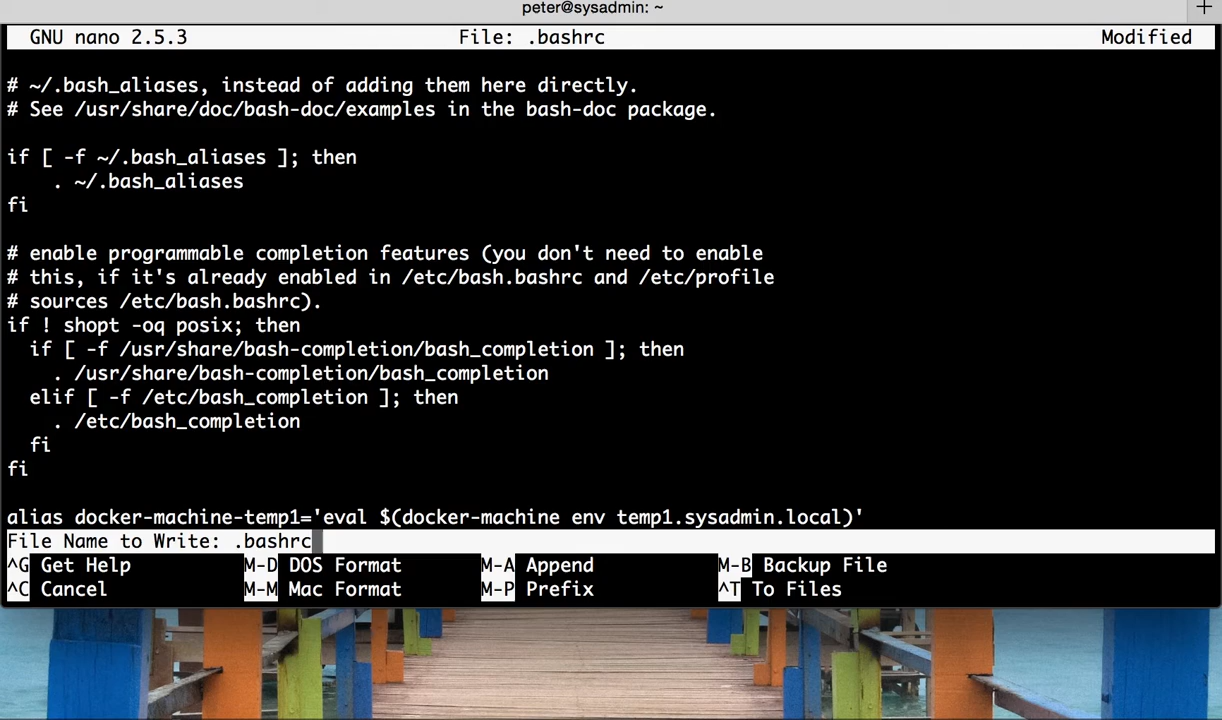 peter@sysadmin: ~
+
GNU nano 2.5.3 File: .bashrc Modified
# ~/.bash_aliases, instead of adding them here directly.
# See /usr/share/doc/bash-doc/examples in the bash-doc package.
if [ -f ~/.bash_aliases ]; then
    . ~/.bash_aliases
fi
# enable programmable completion features (you don't need to enable
# this, if it's already enabled in /etc/bash.bashrc and /etc/profile
# sources /etc/bash.bashrc).
if ! shopt -oq posix; then
  if [ -f /usr/share/bash-completion/bash_completion ]; then
    . /usr/share/bash-completion/bash_completion
  elif [ -f /etc/bash_completion ]; then
    . /etc/bash_completion
  fi
fi
alias docker-machine-temp1='eval $(docker-machine env temp1.sysadmin.local)'
File Name to Write: .bashrc
^G Get Help M-D DOS Format M-A Append M-B Backup File
^C Cancel M-M Mac Format M-P Prepend ^T To Files